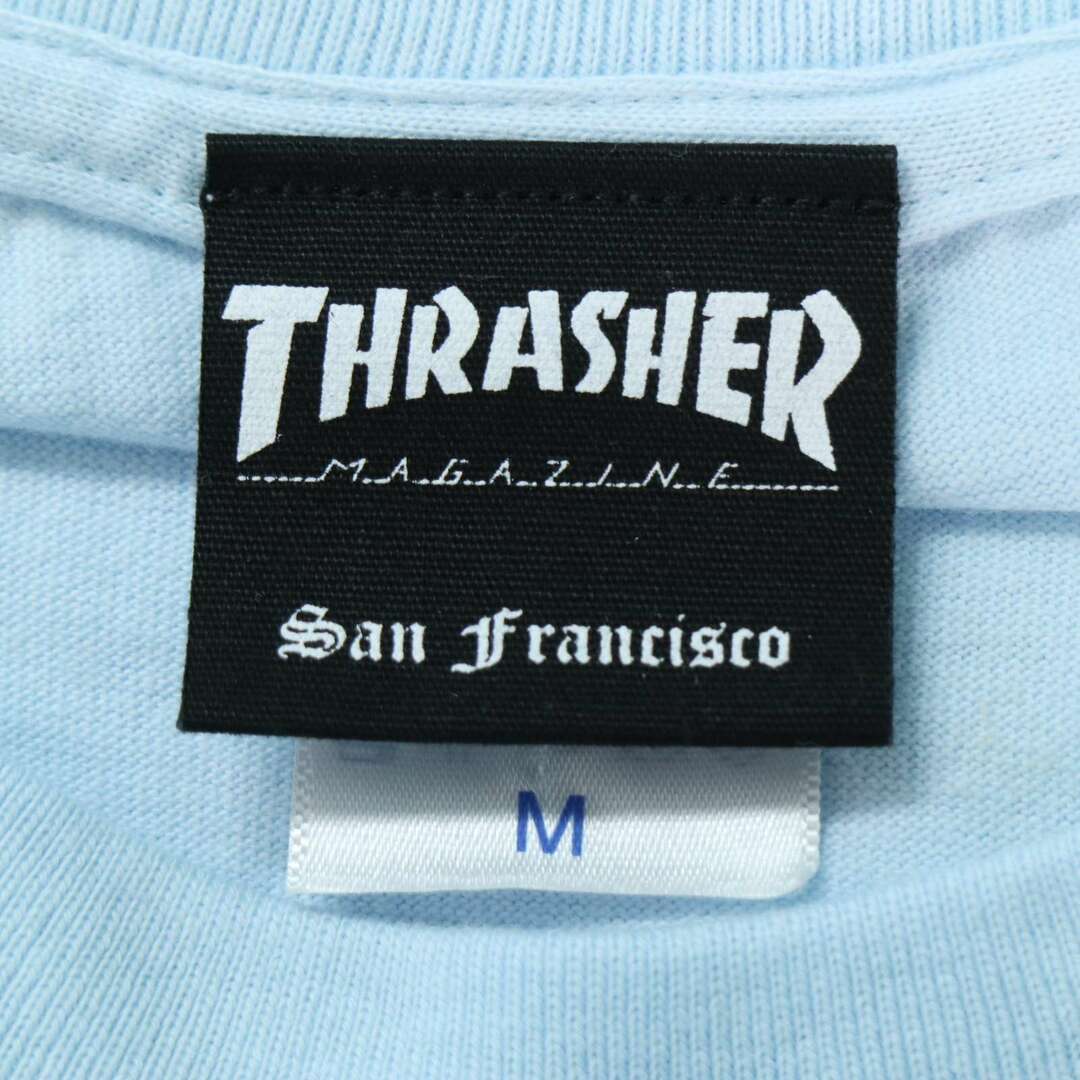 THRASHER
MAGAZINE
San Francisco
M